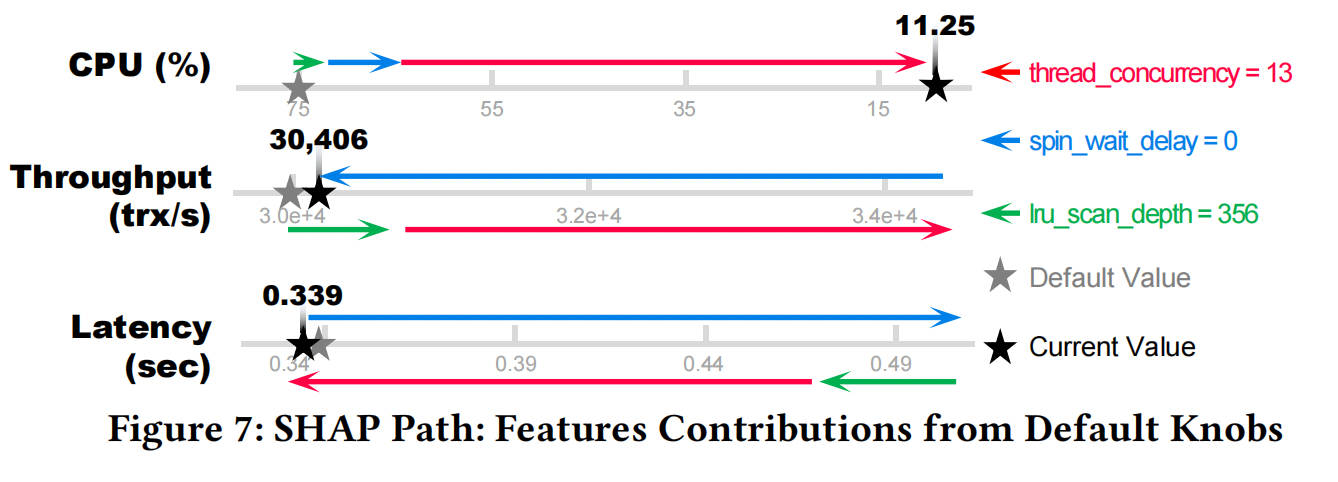 11.25
CPU (%)
75 55 35 15
thread_concurrency = 13
30,406
spin_wait_delay = 0
Throughput
(trx/s)
3.0e+4 3.2e+4 3.4e+4
lru_scan_depth = 356
Default Value
0.339
Latency
(sec)
0.34 0.39 0.44 0.49
Current Value
Figure 7: SHAP Path: Features Contributions from Default Knobs